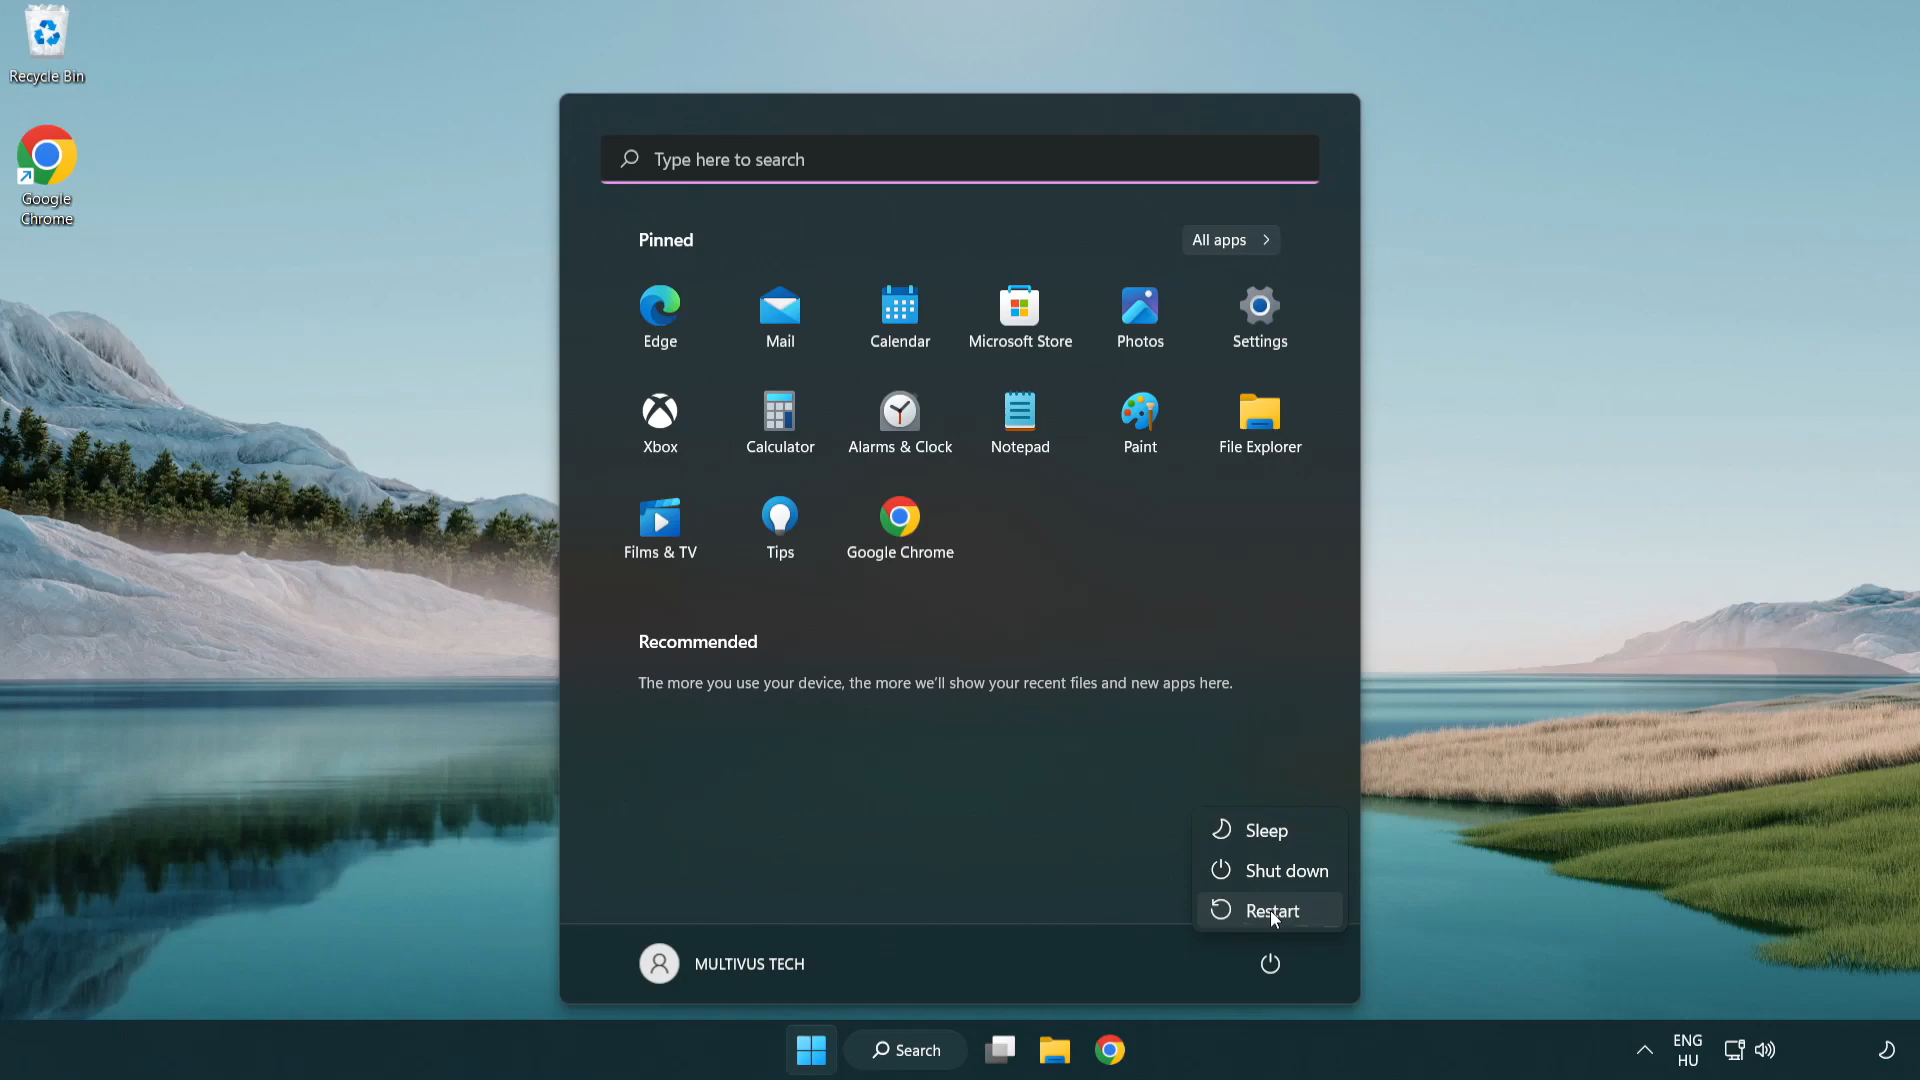 Recycle Bin
Google
Chrome
Type here to search
Pinned
All apps
Edge
Mail
Calendar
Microsoft Store
Photos
Settings
Xbox
Calculator
Alarms & Clock
Notepad
Paint
File Explorer
Films & TV
Tips
Google Chrome
Recommended
The more you use your device, the more we'll show your recent files and new apps here.
Sleep
Shut down
Restart
MULTIVUS TECH
Search
ENG
HU